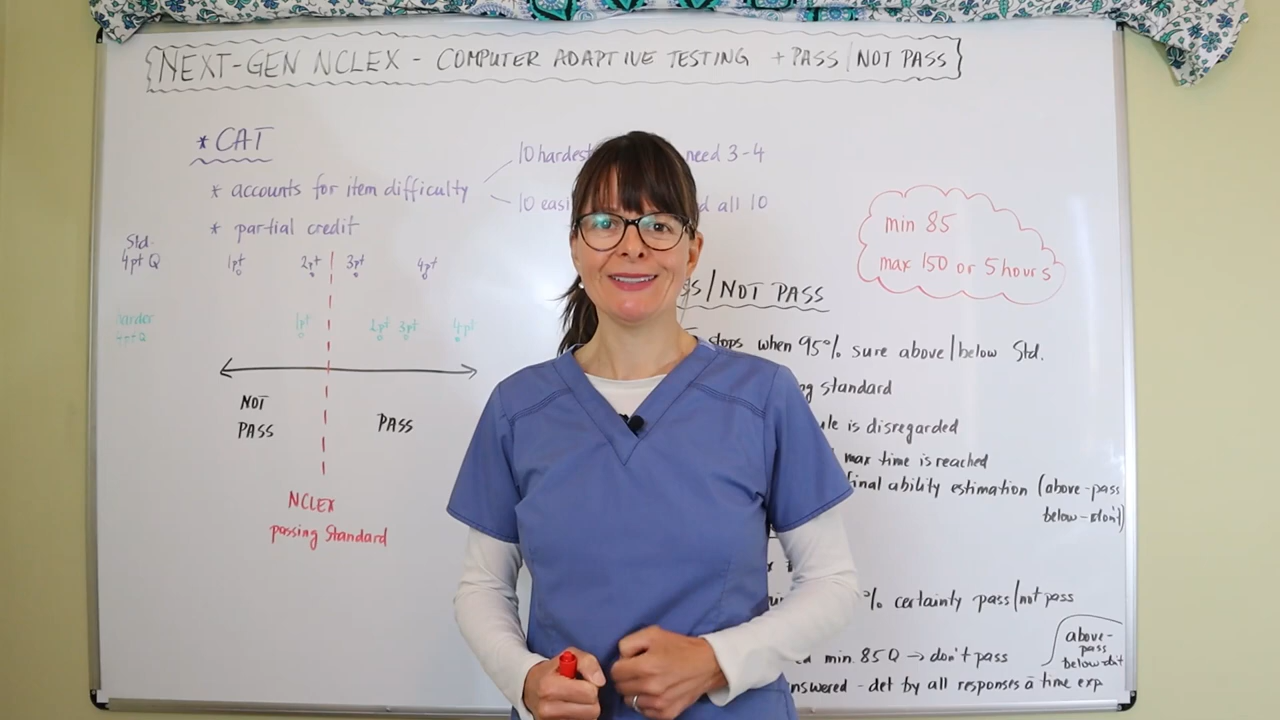 NEXT-GEN NCLEX - COMPUTER ADAPTIVE TESTING + PASS/NOT PASS
* CAT
* accounts for item difficulty
10 hardest need 3-4
10 easi all 10
* partial credit
Std.
4pt Q
1pt 2pt 3pt 4pt
harder
4pt Q
1pt 2pt 3pt 4pt
NOT
PASS
PASS
NCLEX
passing Standard
min 85
max 150 or 5 hours
/NOT PASS
stops when 95% sure above/below Std.
standard
is disregarded
max time is reached
final ability estimation (above-pass
below-don't)
% certainty pass/not pass
min. 85 Q → don't pass
above-
pass
below-don't
- det by all responses a time exp